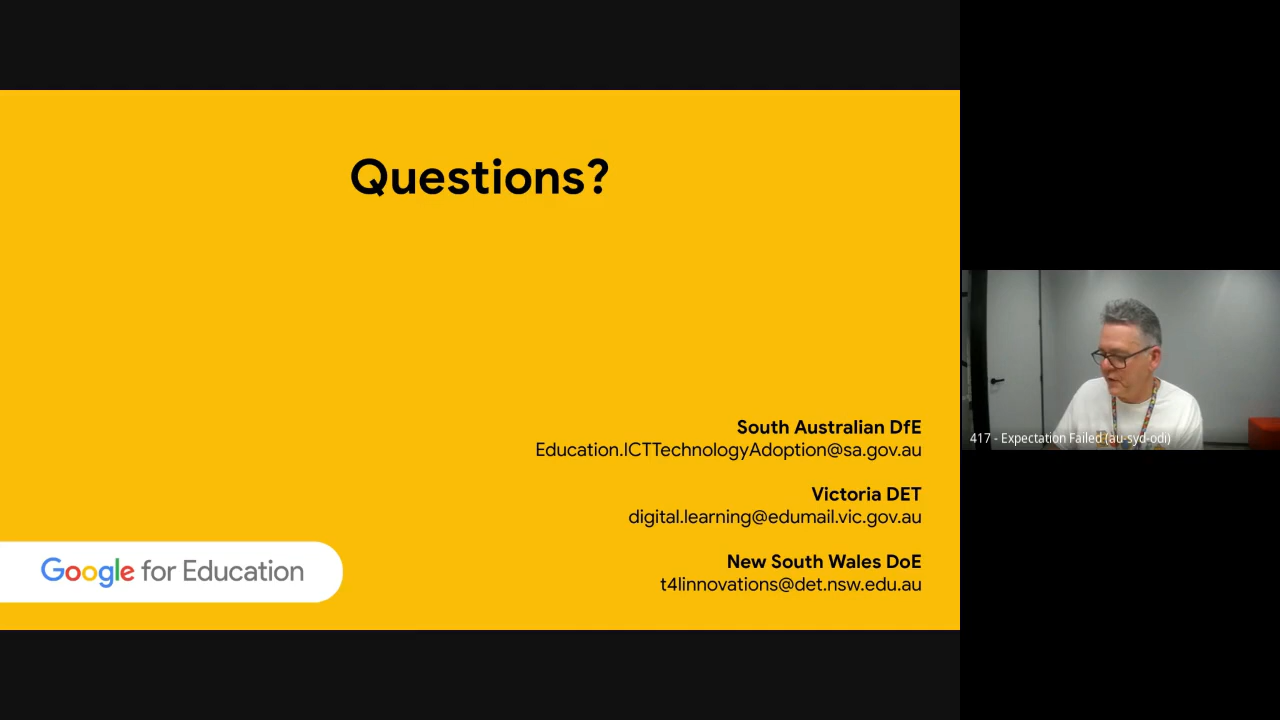 Questions?
South Australian DfE
Education.ICTTechnologyAdoption@sa.gov.au
Victoria DET
digital.learning@edumail.vic.gov.au
New South Wales DoE
t4linnovations@det.nsw.edu.au
Google for Education
417 - Expectation Failed (au-syd-odi)